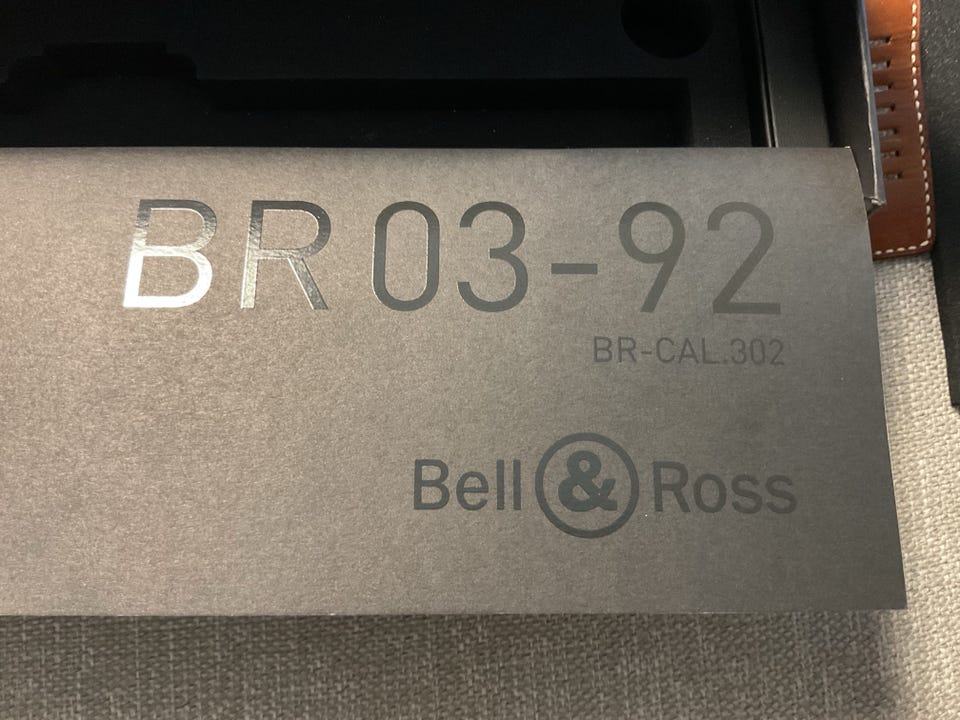 BR 03-92
BR-CAL.302
Bell & Ross